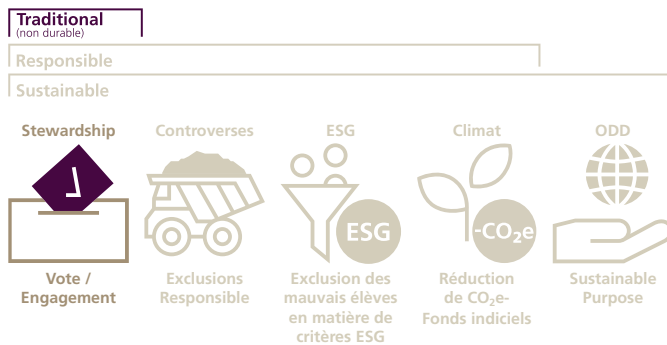 Traditional
(non durable)
Responsible
Sustainable
Stewardship
Controverses
ESG
Climat
ODD
ESG
-CO₂e
Vote /
Engagement
Exclusions
Responsible
Exclusion des
mauvais élèves
en matière de
critères ESG
Réduction
de CO₂e-
Fonds indiciels
Sustainable
Purpose